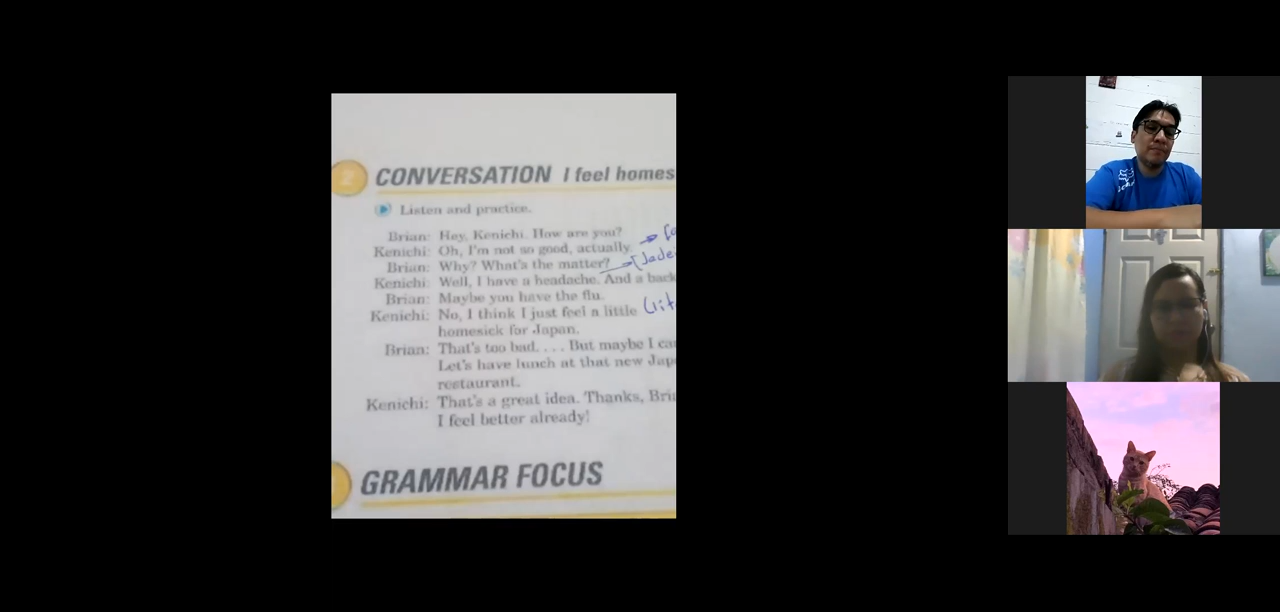 2 CONVERSATION I feel homes
Listen and practice.
Brian: Hey, Kenichi. How are you?
Kenichi: Oh, I'm not so good, actually.
Brian: Why? What's the matter?
Kenichi: Well, I have a headache. And a back
Brian: Maybe you have the flu.
Kenichi: No, I think I just feel a little
homesick for Japan.
Brian: That's too bad. . . . But maybe I can
Let's have lunch at that new Japa
restaurant.
Kenichi: That's a great idea. Thanks, Bria
I feel better already!
GRAMMAR FOCUS